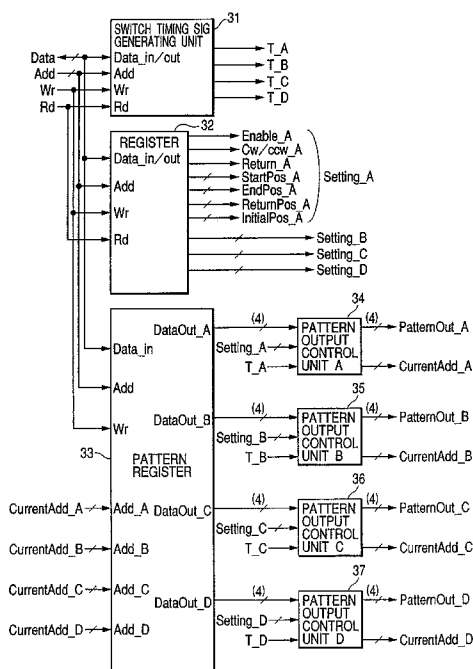 31
SWITCH TIMING SIG
GENERATING UNIT
Data
Data_in/out
T_A
Add
Add
T_B
Wr
Wr
T_C
Rd
Rd
T_D
32
REGISTER
Data_in/out
Add
Wr
Rd
Enable_A
Cw/ccw_A
Return_A
StartPos_A
EndPos_A
ReturnPos_A
InitialPos_A
Setting_A
Setting_B
Setting_C
Setting_D
33
PATTERN
REGISTER
Data_in
Add
Wr
CurrentAdd_A
Add_A
CurrentAdd_B
Add_B
CurrentAdd_C
Add_C
CurrentAdd_D
Add_D
DataOut_A
(4)
Setting_A
T_A
34
PATTERN
OUTPUT
CONTROL
UNIT A
(4)
PatternOut_A
CurrentAdd_A
DataOut_B
(4)
Setting_B
T_B
35
PATTERN
OUTPUT
CONTROL
UNIT B
(4)
PatternOut_B
CurrentAdd_B
DataOut_C
(4)
Setting_C
T_C
36
PATTERN
OUTPUT
CONTROL
UNIT C
(4)
PatternOut_C
CurrentAdd_C
DataOut_D
(4)
Setting_D
T_D
37
PATTERN
OUTPUT
CONTROL
UNIT D
(4)
PatternOut_D
CurrentAdd_D